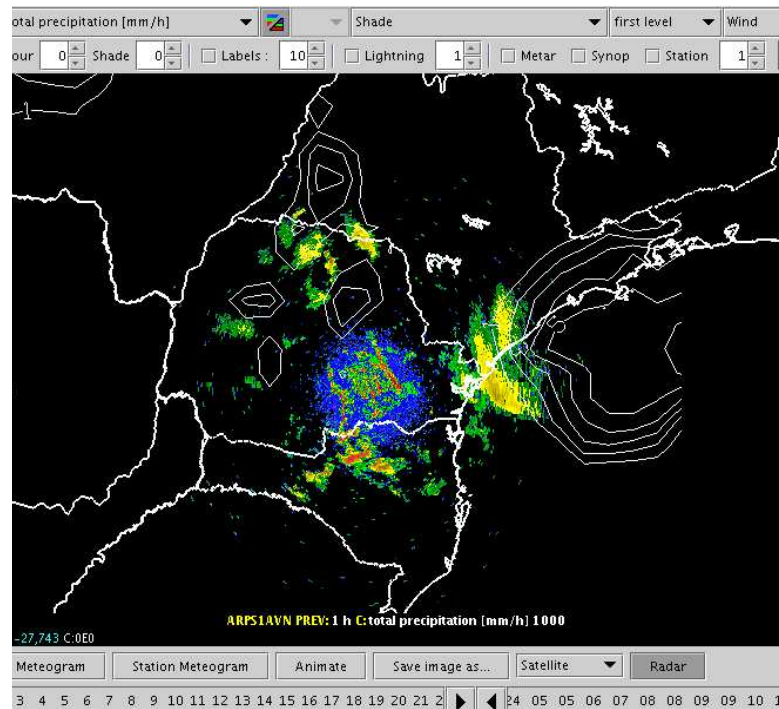 otal precipitation [mm/h] Shade first level Wind
our 0 Shade 0 Labels : 10 Lightning 1 Metar Synop Station 1
1
ARPS1AVN PREV: 1 h C:total precipitation [mm/h] 1000
-27,743 C:0E0
Meteogram Station Meteogram Animate Save image as... Satellite Radar
3 4 5 6 7 8 9 10 11 12 13 14 15 16 17 18 19 20 21 2 24 05 05 06 07 08 08 09 09 10 1